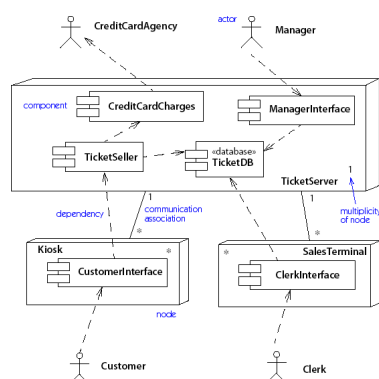 CreditCardAgency
actor
Manager
component
CreditCardCharges
ManagerInterface
TicketSeller
«database»
TicketDB
TicketServer
1
dependency
communication
association
1
1
multiplicity
of node
*
*
Kiosk
*
CustomerInterface
node
SalesTerminal
*
ClerkInterface
Customer
Clerk